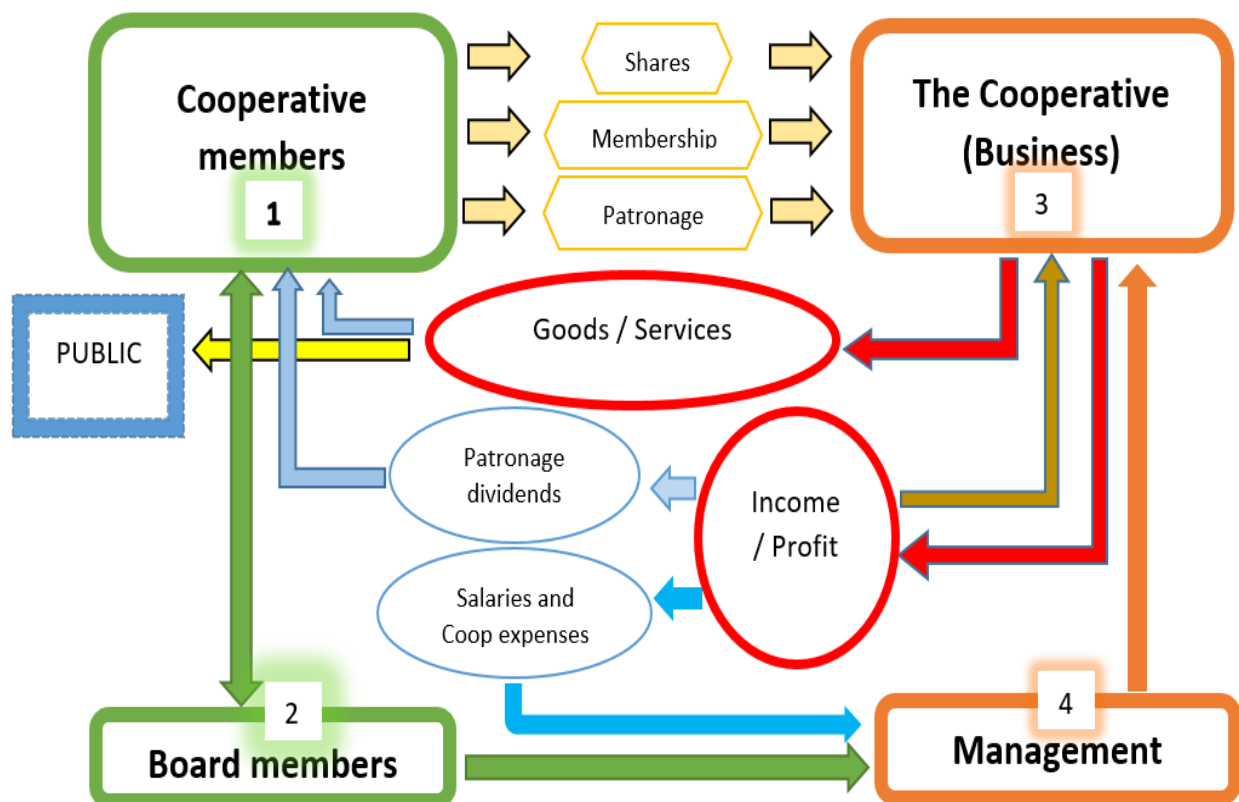 Cooperative
members
1
Shares
Membership
Patronage
The Cooperative
(Business)
3
PUBLIC
Goods / Services
Patronage
dividends
Income
/ Profit
Salaries and
Coop expenses
2
Board members
4
Management